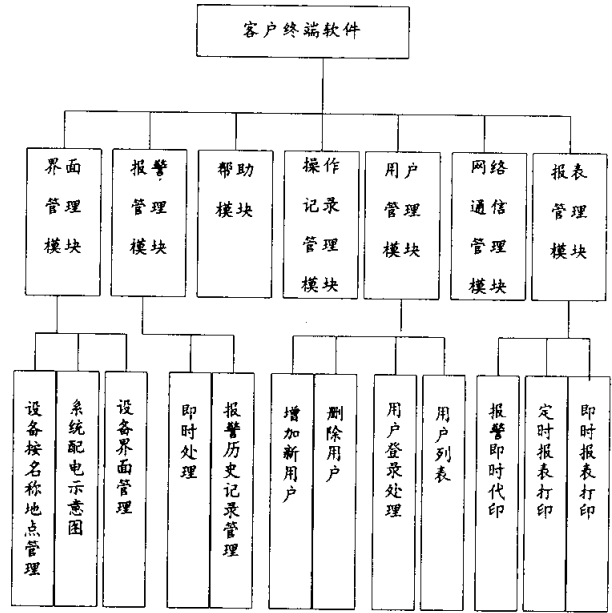 客户终端软件
界面
管理
模块
报警
管理
模块
帮助
模块
操作
记录
管理
模块
用户
管理
模块
网络
通信
管理
模块
报表
管理
模块
设备按名称地点管理
系统配电示意图
设备界面管理
即时处理
报警历史记录管理
增加新用户
删除用户
用户登录处理
用户列表
报警即时代印
定时报表打印
即时报表打印